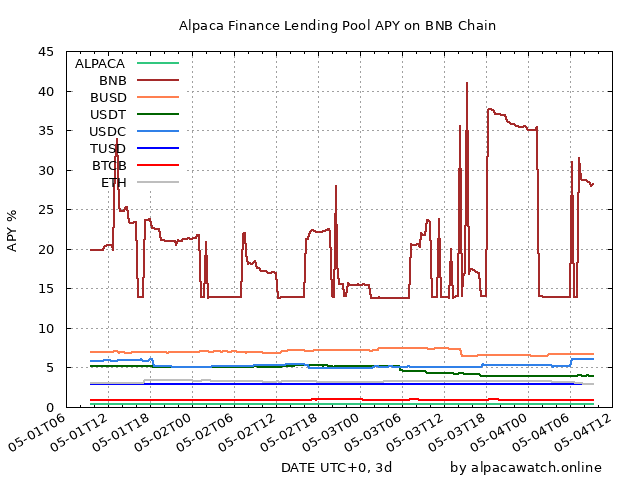 Alpaca Finance Lending Pool APY on BNB Chain
45
40
35
30
25
20
15
10
5
0
APY %
ALPACA
BNB
BUSD
USDT
USDC
TUSD
BTCB
ETH
05-01T06
05-01T12
05-01T18
05-02T00
05-02T06
05-02T12
05-02T18
05-03T00
05-03T06
05-03T12
05-03T18
05-04T00
05-04T06
05-04T12
DATE UTC+0, 3d
by alpacawatch.online